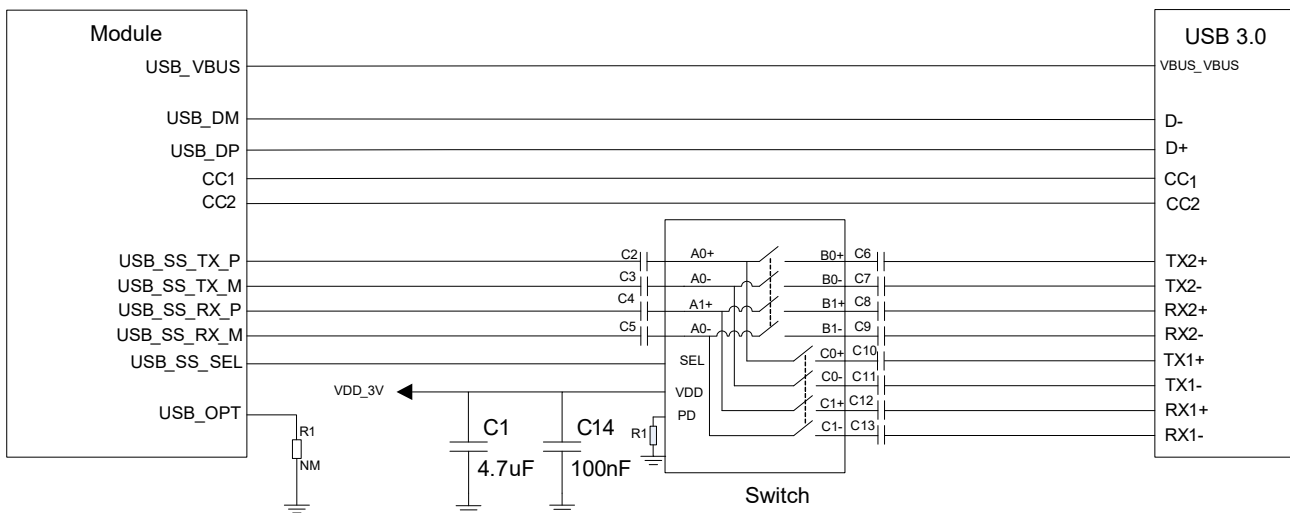 Module
USB 3.0
USB_VBUS
VBUS_VBUS
USB_DM
D-
USB_DP
D+
CC1
CC1
CC2
CC2
USB_SS_TX_P
C2
A0+
B0+
C6
TX2+
USB_SS_TX_M
C3
A0-
B0-
C7
TX2-
USB_SS_RX_P
C4
A1+
B1+
C8
RX2+
USB_SS_RX_M
C5
A0-
B1-
C9
RX2-
USB_SS_SEL
SEL
C0+
C10
TX1+
VDD_3V
VDD
C0-
C11
TX1-
USB_OPT
PD
C1+
C12
RX1+
R1
C1
C14
R1
C1-
C13
RX1-
NM
4.7uF
100nF
Switch